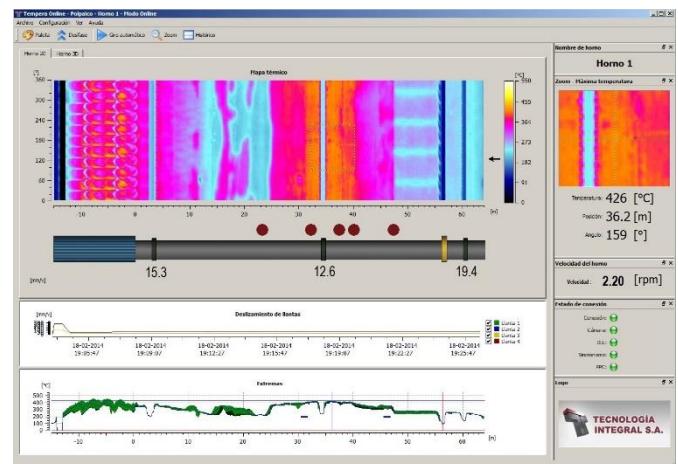 Tempera Online - Polpaico - Horno 1 - Modo Online
Archivo Configuración Ver Ayuda
Paleta Desfase Giro automático Zoom Histórico
Horno 2D Horno 3D
Mapa térmico
[°]
[°C]
360
300
240
180
120
60
0
550
364
273
182
91
0
-10 0 10 20 30 40 50 60 [m]
15.3 12.6 19.4
[mm/v]
[mm/v]
Deslizamiento de llantas
18-02-2014 18-02-2014 18-02-2014 18-02-2014 18-02-2014 18-02-2014 18-02-2014
19:05:47 19:09:07 19:12:27 19:15:47 19:19:07 19:22:27 19:25:47
Llanta 1
Llanta 2
Llanta 3
Llanta 4
Extremas
[°C]
500
400
300
200
100
0
-10 0 10 20 30 40 50 60 [m]
Nombre de horno
Horno 1
Zoom - Máxima temperatura
Temperatura: 426 [°C]
Posición: 36.2 [m]
Angulo: 159 [°]
Velocidad del horno
Velocidad: 2.20 [rpm]
Estado de conexión
Conexión:
Cámara:
Sincronismo:
Logo
TECNOLOGÍA
INTEGRAL S.A.